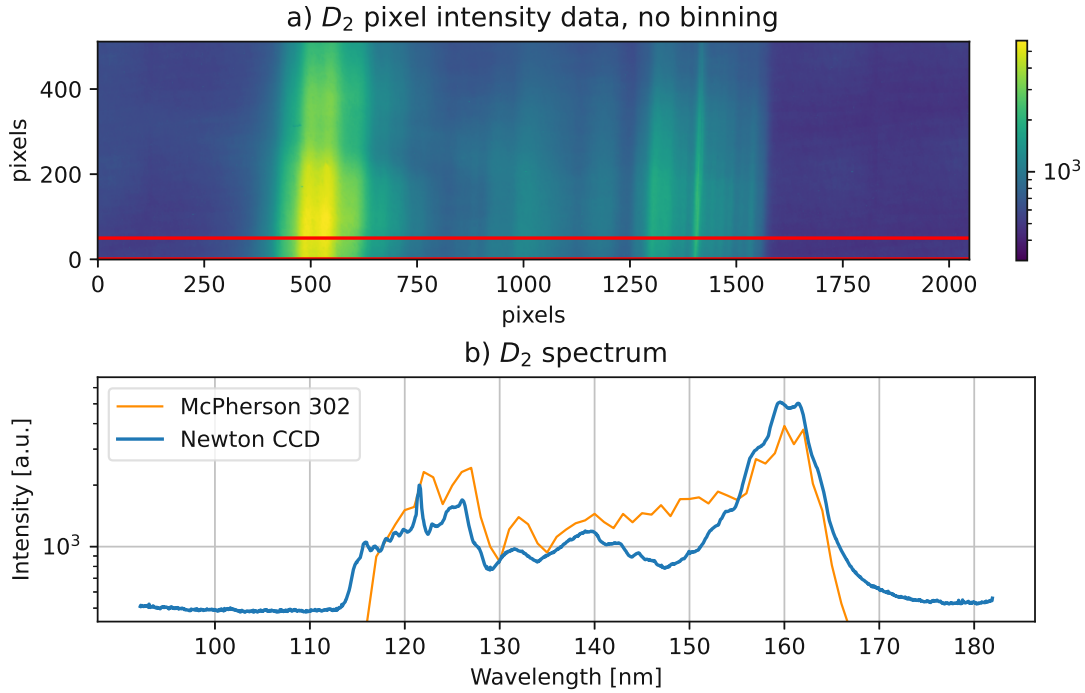 a) D₂ pixel intensity data, no binning
pixels
400
200
0
0 250 500 750 1000 1250 1500 1750 2000
pixels
10³
b) D₂ spectrum
Intensity [a.u.]
10³
McPherson 302
Newton CCD
100 110 120 130 140 150 160 170 180
Wavelength [nm]